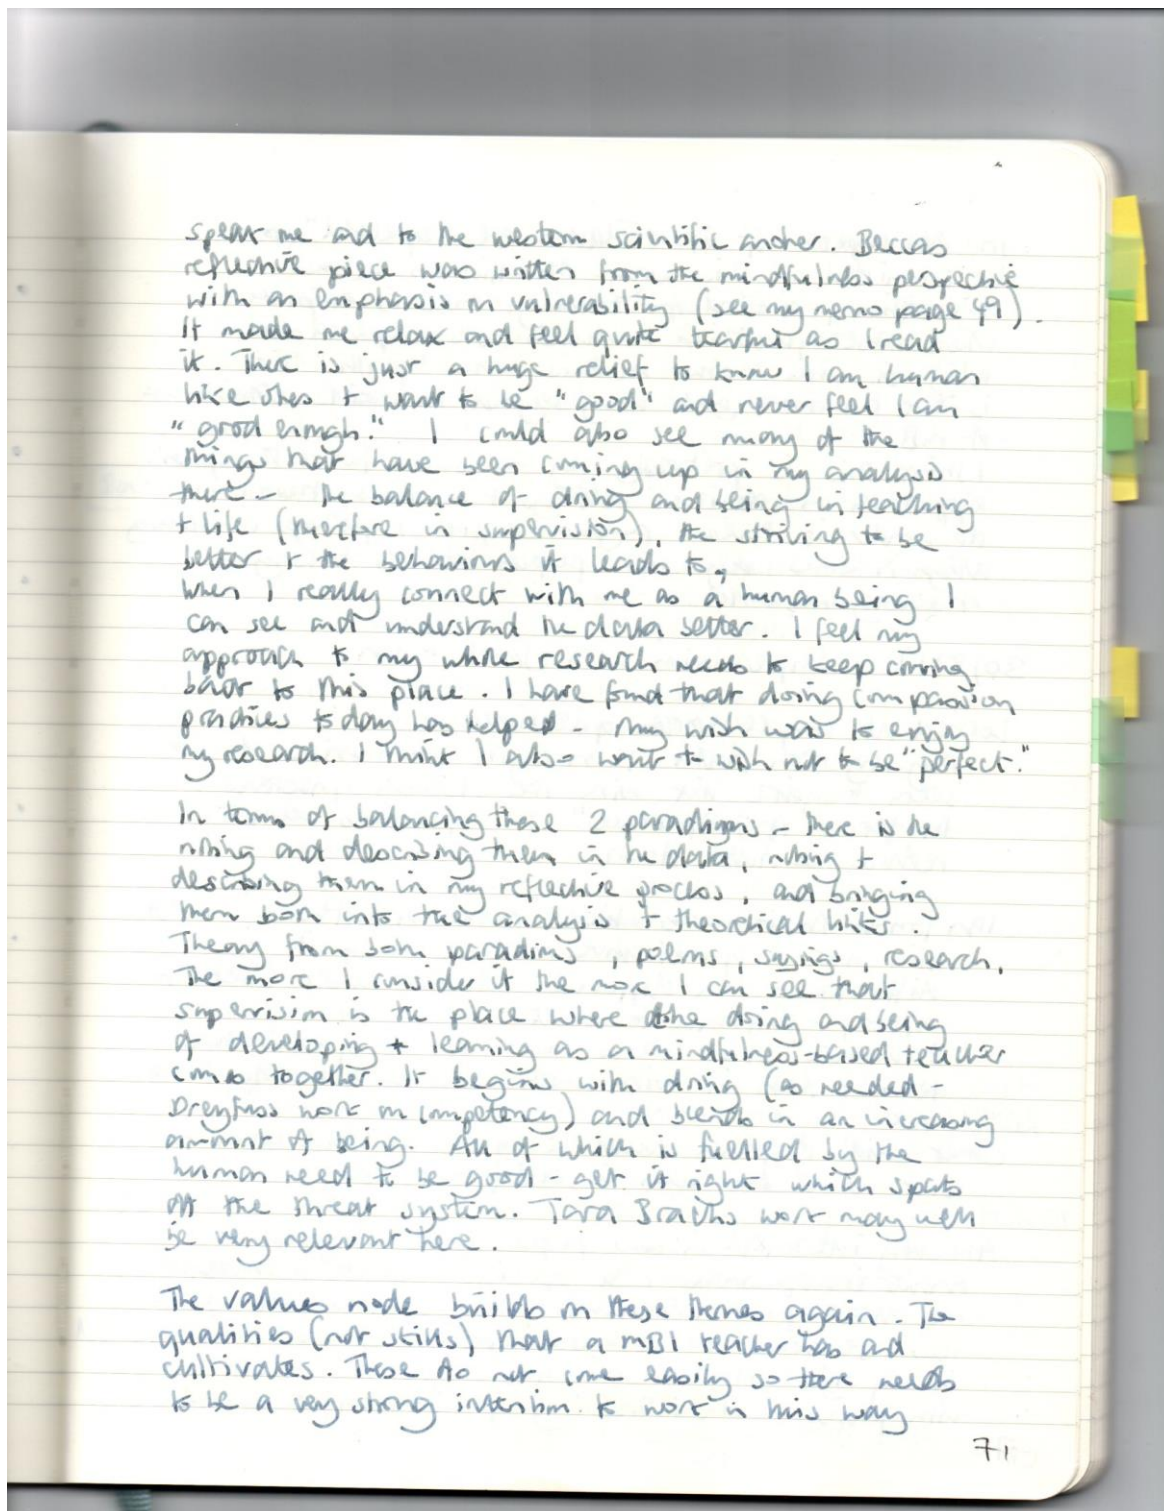 speak me and to the western scientific anchor. Beccas
reflective piece was written from the mindfulness perspective
with an emphasis on vulnerability (see my memo page 49).
It made me relax and feel quite tearful as I read
it. There is just a huge relief to know I am human
like others + want to be "good" and never feel I am
"good enough." I could also see many of the
things that have been coming up in my analysis
there - the balance of doing and being in teaching
+ life (therefore in supervision), the striving to be
better + the behaviours it leads to,
when I really connect with me as a human being I
can see and understand the data better. I feel my
approach to my whole research needs to keep coming
back to this place. I have found that doing compassion
practices today has helped - my wish was to enjoy
my research. I think I also want to wish not to be "perfect."
In terms of balancing these 2 paradigms - there is the
noting and describing them in the data, noting +
describing them in my reflective process, and bringing
them both into the analysis + theoretical links.
Theory from both paradims, poems, sayings, research.
The more I consider it the more I can see that
supervision is the place where the doing and being
of developing + learning as a mindfulness-based teacher
comes together. It begins with doing (as needed -
Dreyfuss work on competency) and blends in an increasing
amount of being. All of which is fuelled by the
human need to be good - get it right which sparks
off the threat system. Tara Brachs work may well
be very relevant here.
The values node builds on these themes again. The
qualities (not skills) that a MBI teacher has and
cultivates. These do not come easily so there needs
to be a very strong intention to work in this way
71